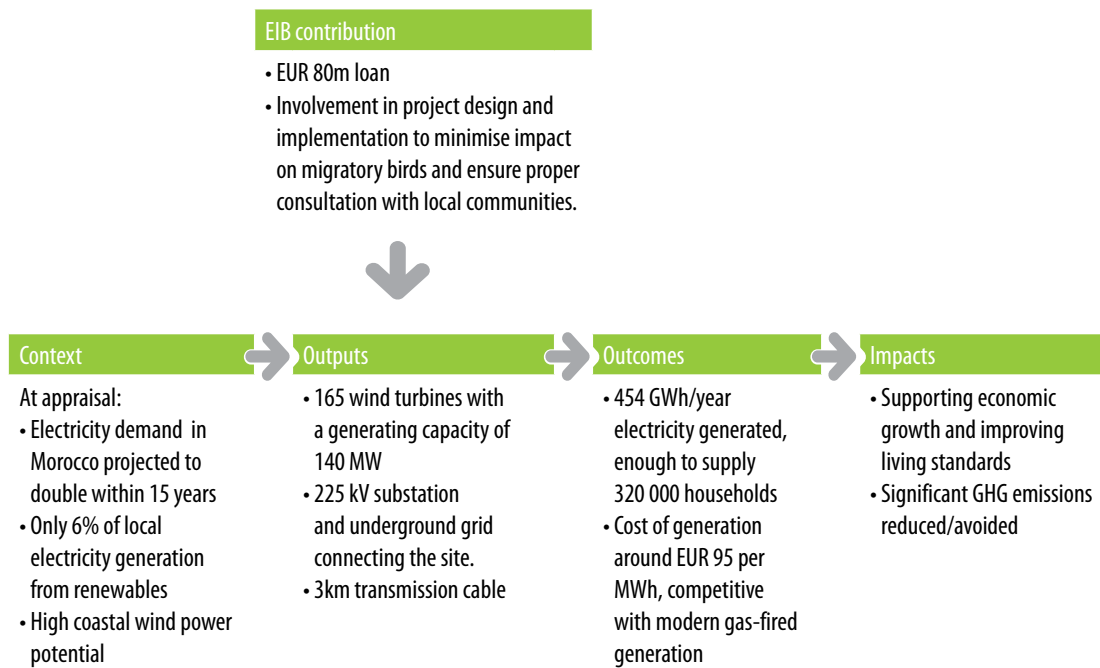 EIB contribution
• EUR 80m loan
• Involvement in project design and
implementation to minimise impact
on migratory birds and ensure proper
consultation with local communities.
Context
At appraisal:
• Electricity demand in
Morocco projected to
double within 15 years
• Only 6% of local
electricity generation
from renewables
• High coastal wind power
potential
Outputs
• 165 wind turbines with
a generating capacity of
140 MW
• 225 kV substation
and underground grid
connecting the site.
• 3km transmission cable
Outcomes
• 454 GWh/year
electricity generated,
enough to supply
320 000 households
• Cost of generation
around EUR 95 per
MWh, competitive
with modern gas-fired
generation
Impacts
• Supporting economic
growth and improving
living standards
• Significant GHG emissions
reduced/avoided